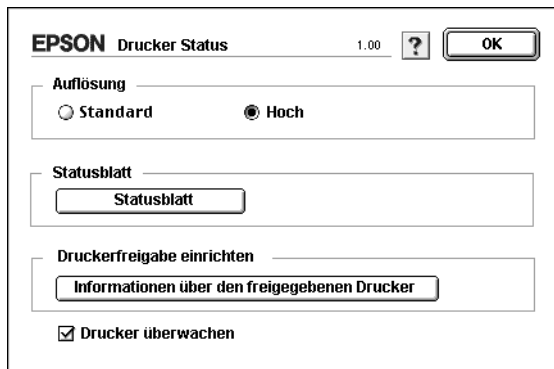 EPSON Drucker Status 1.00 ? OK
Auflösung
Standard Hoch
Statusblatt
Statusblatt
Druckerfreigabe einrichten
Informationen über den freigegebenen Drucker
Drucker überwachen